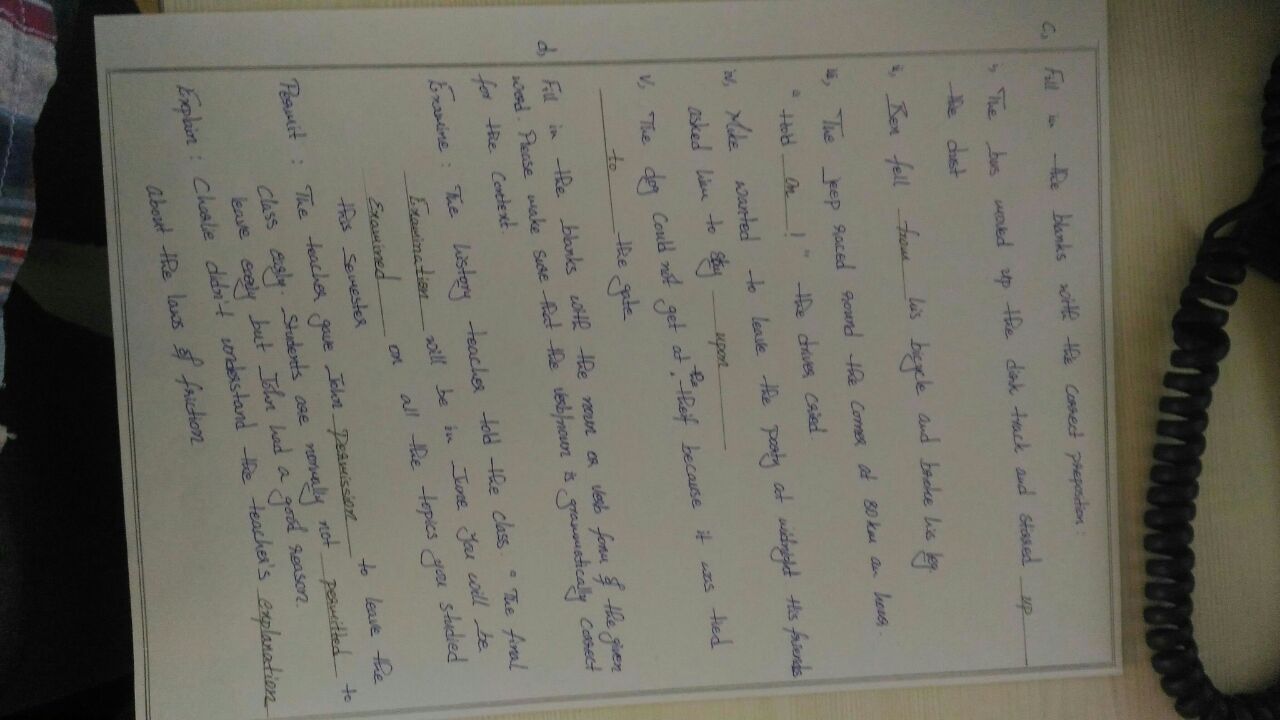 c, Fill in the blanks with the correct preposition:
i, The bus moved up the dark track and stored up
the chest
ii, Ken fell from his bicycle and broke his leg.
iii, The jeep raced round the corner at 80km an hour.
" Hold on ! " the driver cried.
iv, Mike wanted to leave the party at midnight His friends
asked him to stay upon
v, The dog could not get at the thief because it was tied
to the gate
d, Fill in the blanks with the noun or verb form of the given
word. Please make sure that the verb/noun is grammatically correct
for the context
Examine : The history teacher told the class " The final
Examination will be in June You will be
Examined on all the topics you studied
this semester
Permit : The teacher gave John permission to leave the
class early. Students are normally not permitted to
leave early but John had a good reason.
Explain : Charlie didn't understand the teacher's explanation
about the laws of friction